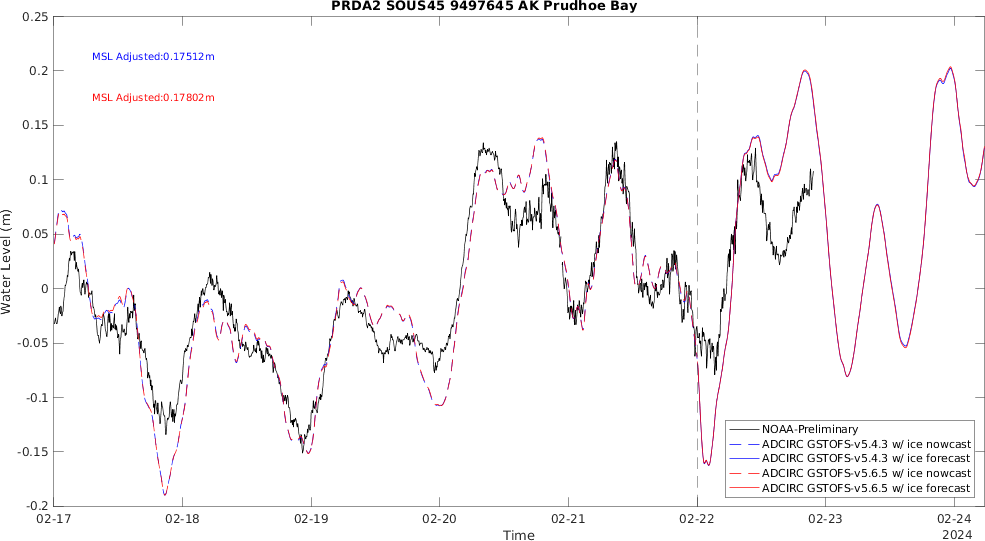 PRDA2 SOUS45 9497645 AK Prudhoe Bay
0.25
0.2
0.15
0.1
0.05
0
-0.05
-0.1
-0.15
-0.2
Water Level (m)
MSL Adjusted:0.17512m
MSL Adjusted:0.17802m
NOAA-Preliminary
ADCIRC GSTOFS-v5.4.3 w/ ice nowcast
ADCIRC GSTOFS-v5.4.3 w/ ice forecast
ADCIRC GSTOFS-v5.6.5 w/ ice nowcast
ADCIRC GSTOFS-v5.6.5 w/ ice forecast
02-17 02-18 02-19 02-20 02-21 02-22 02-23 02-24
Time
2024